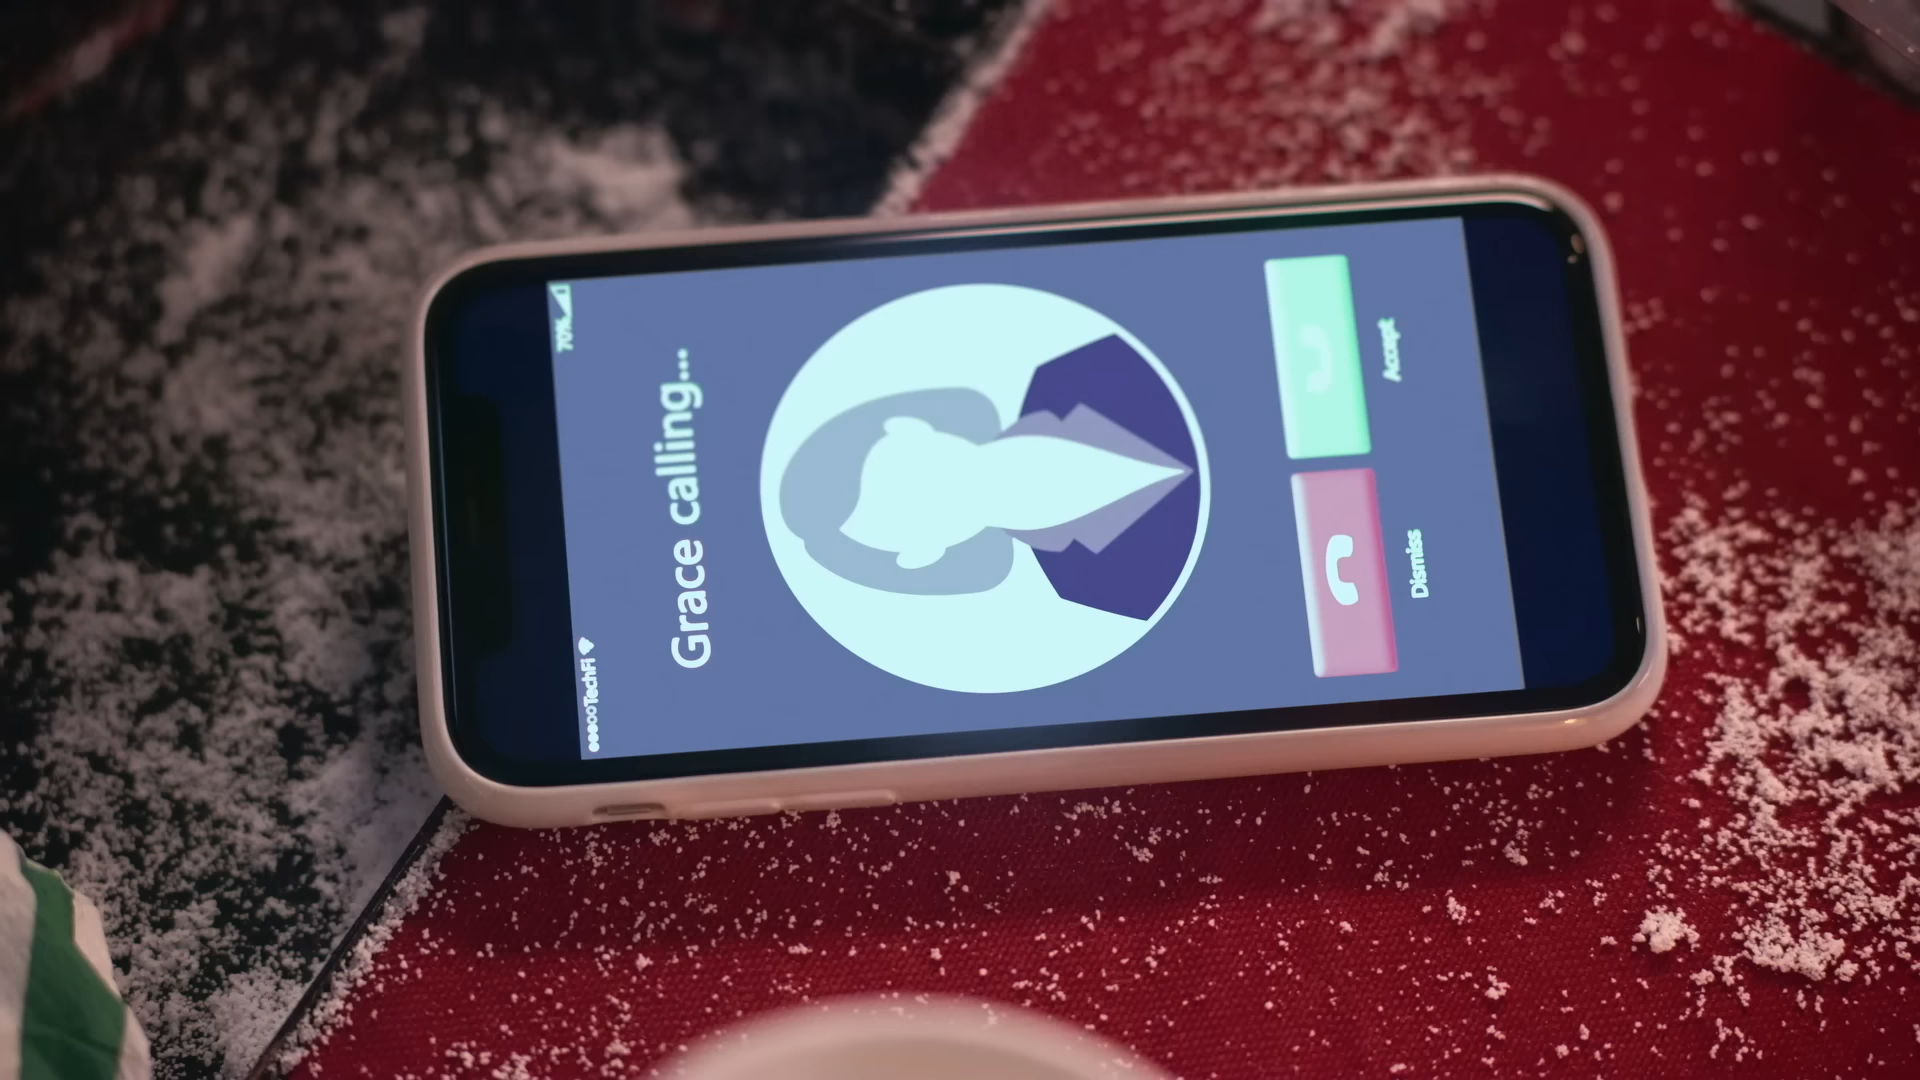 ●●●○○TechFi 70%
Grace calling...
Dismiss Accept